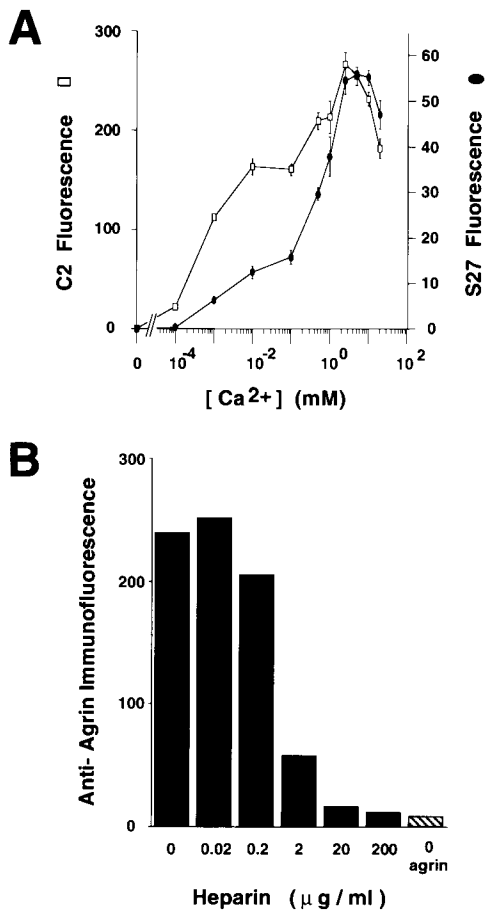 A
C2 Fluorescence
S27 Fluorescence
300
200
100
0
60
50
40
30
20
10
0
0 10⁻⁴ 10⁻² 10⁰ 10²
[ Ca 2+] (mM)
B
Anti- Agrin Immunofluorescence
300
200
100
0
0 0.02 0.2 2 20 200 0
agrin
Heparin ( μ g / ml )